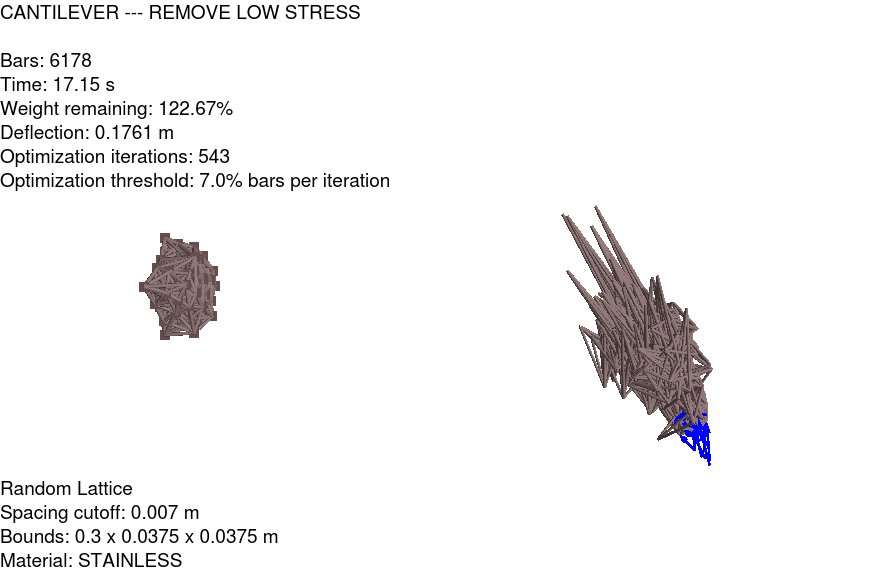 CANTILEVER --- REMOVE LOW STRESS
Bars: 6178
Time: 17.15 s
Weight remaining: 122.67%
Deflection: 0.1761 m
Optimization iterations: 543
Optimization threshold: 7.0% bars per iteration
Random Lattice
Spacing cutoff: 0.007 m
Bounds: 0.3 x 0.0375 x 0.0375 m
Material: STAINLESS